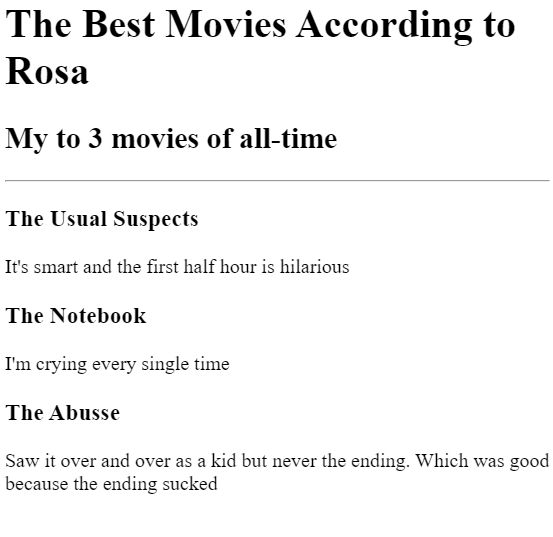 The Best Movies According to
Rosa
My to 3 movies of all-time
The Usual Suspects
It's smart and the first half hour is hilarious
The Notebook
I'm crying every single time
The Abusse
Saw it over and over as a kid but never the ending. Which was good
because the ending sucked